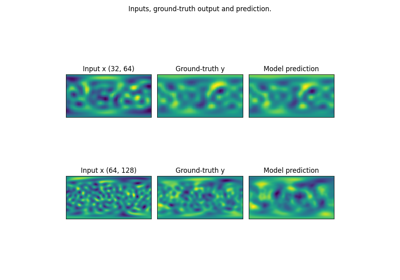 Inputs, ground-truth output and prediction.
Input x (32, 64) Ground-truth y Model prediction
Input x (64, 128) Ground-truth y Model prediction